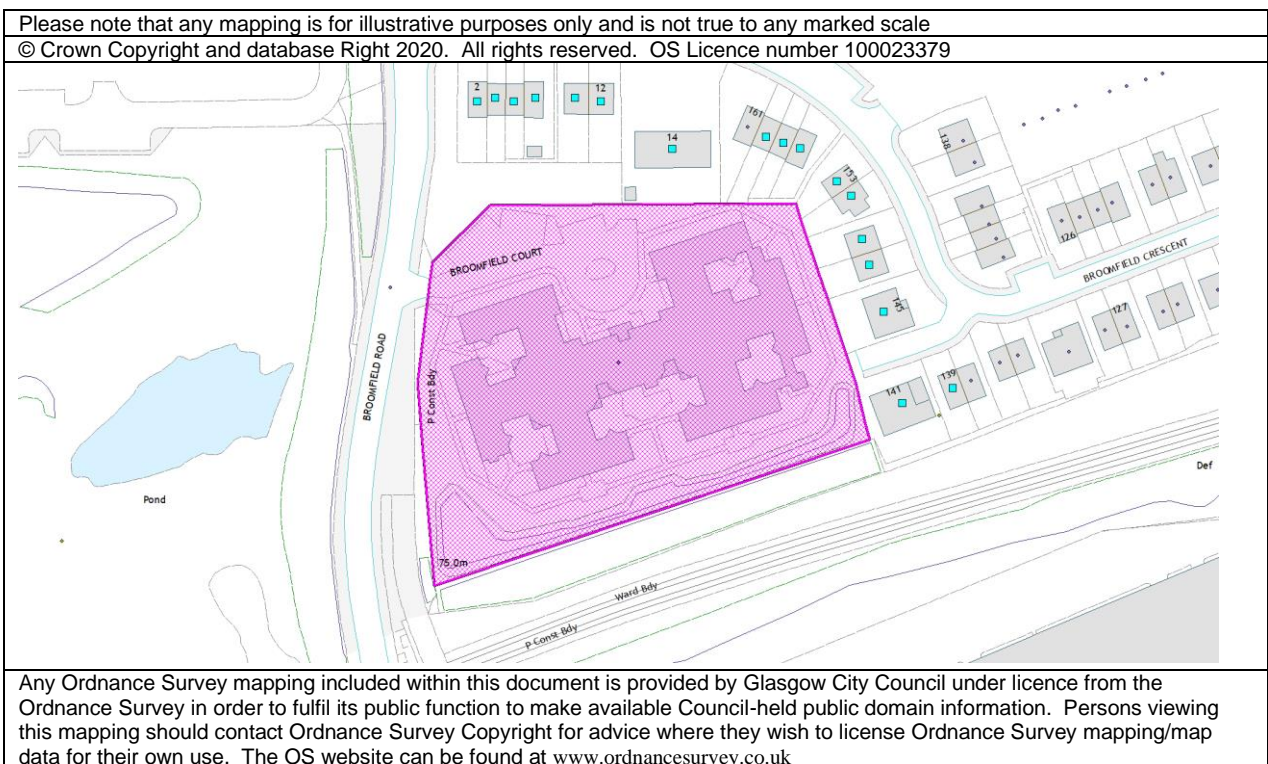 Please note that any mapping is for illustrative purposes only and is not true to any marked scale
© Crown Copyright and database Right 2020. All rights reserved. OS Licence number 100023379
2
12
14
161
153
138
126
BROOMFIELD CRESCENT
BROOMFIELD COURT
145
127
BROOMFIELD ROAD
P Const Bdy
139
141
Pond
Def
75.0m
Ward Bdy
P Const Bdy
Any Ordnance Survey mapping included within this document is provided by Glasgow City Council under licence from the
Ordnance Survey in order to fulfil its public function to make available Council-held public domain information. Persons viewing
this mapping should contact Ordnance Survey Copyright for advice where they wish to license Ordnance Survey mapping/map
data for their own use. The OS website can be found at www.ordnancesurvey.co.uk